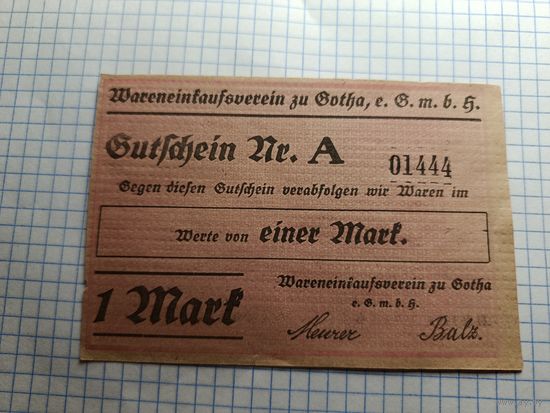 Wareneinkaufsverein zu Gotha, e. G. m. b. H.
Gutschein Nr. A 01444
Gegen diesen Gutschein verabfolgen wir Waren im
Werte von einer Mark.
1 Mark
Wareneinkaufsverein zu Gotha
e. G. m. b. H.
Meurer Balz.